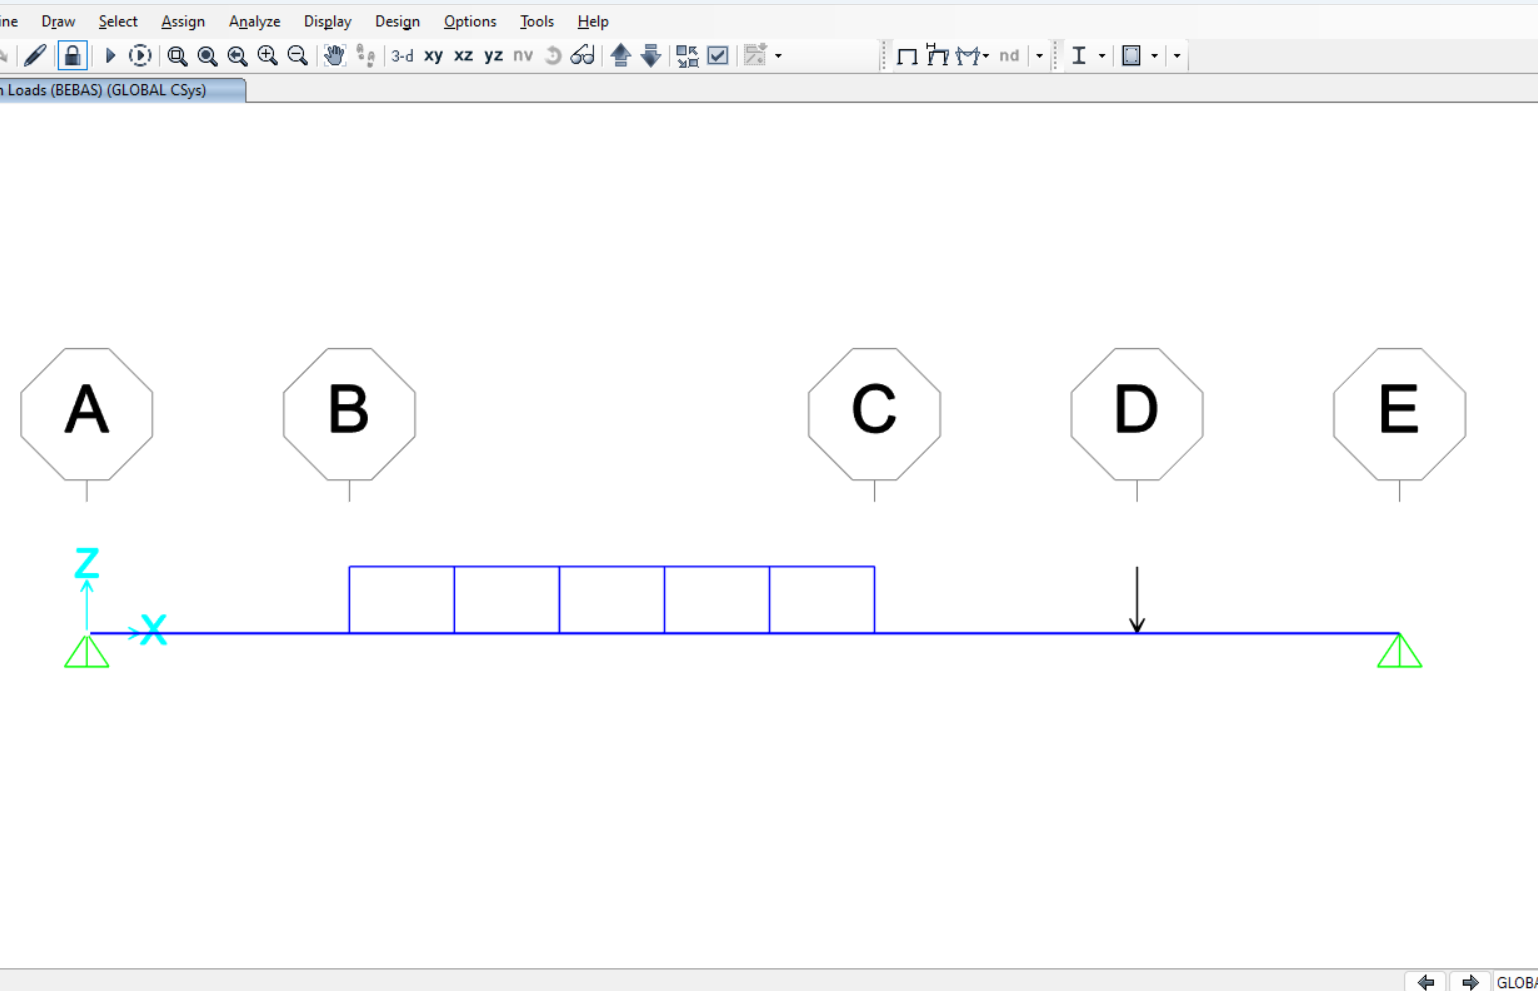 ine Draw Select Assign Analyze Display Design Options Tools Help
3-d xy xz yz nv nd
n Loads (BEBAS) (GLOBAL CSys)
A B C D E
Z
X
GLOBA